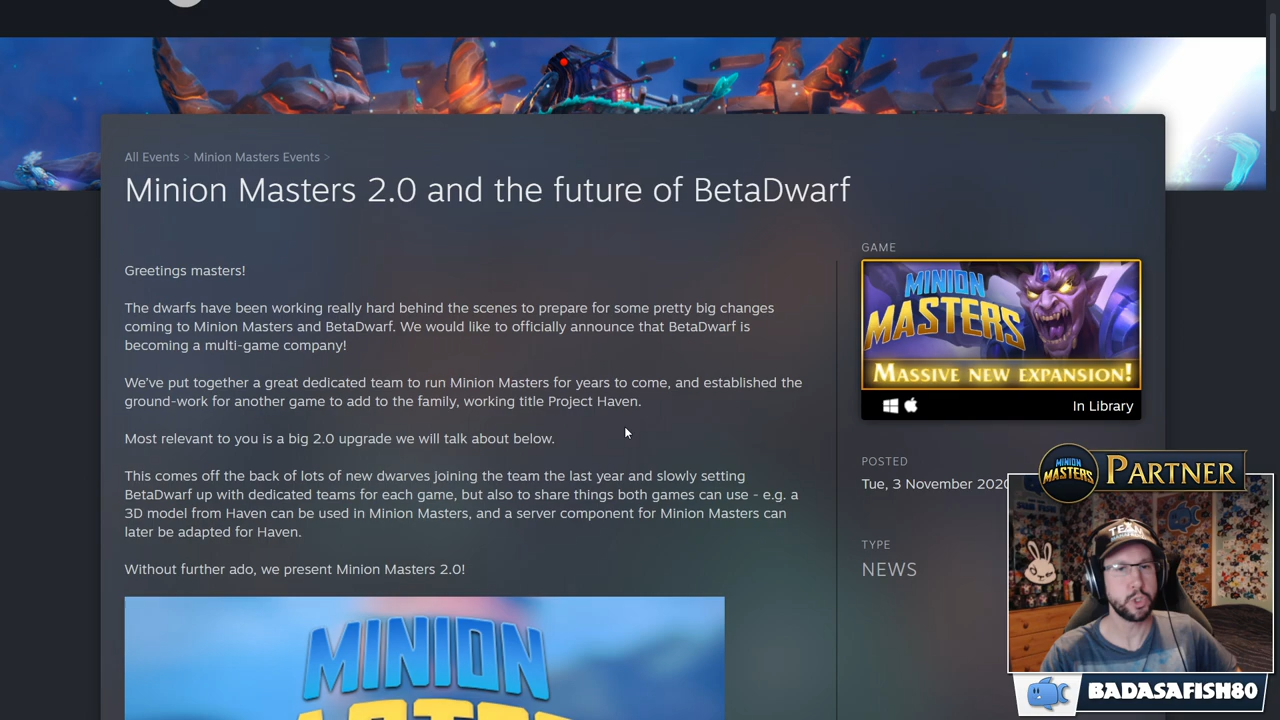 All Events > Minion Masters Events >
Minion Masters 2.0 and the future of BetaDwarf
Greetings masters!
The dwarfs have been working really hard behind the scenes to prepare for some pretty big changes
coming to Minion Masters and BetaDwarf. We would like to officially announce that BetaDwarf is
becoming a multi-game company!
We've put together a great dedicated team to run Minion Masters for years to come, and established the
ground-work for another game to add to the family, working title Project Haven.
Most relevant to you is a big 2.0 upgrade we will talk about below.
This comes off the back of lots of new dwarves joining the team the last year and slowly setting
BetaDwarf up with dedicated teams for each game, but also to share things both games can use - e.g. a
3D model from Haven can be used in Minion Masters, and a server component for Minion Masters can
later be adapted for Haven.
Without further ado, we present Minion Masters 2.0!
MINION
GAME
MINION
MASTERS
MASSIVE NEW EXPANSION!
In Library
POSTED
Tue, 3 November 2020
TYPE
NEWS
MINION
MASTERS
PARTNER
TEAM
BADASAFISH80